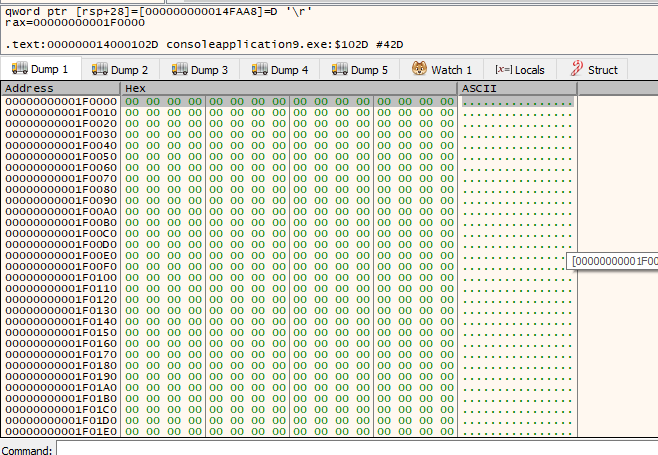 qword ptr [rsp+28]=[000000000014FAA8]=D '\r'
rax=00000000001F0000
.text:000000014000102D consoleapplication9.exe:$102D #42D
Dump 1 Dump 2 Dump 3 Dump 4 Dump 5 Watch 1 [x=] Locals Struct
Address Hex ASCII
00000000001F0000 00 00 00 00 00 00 00 00 00 00 00 00 00 00 00 00 ................
00000000001F0010 00 00 00 00 00 00 00 00 00 00 00 00 00 00 00 00 ................
00000000001F0020 00 00 00 00 00 00 00 00 00 00 00 00 00 00 00 00 ................
00000000001F0030 00 00 00 00 00 00 00 00 00 00 00 00 00 00 00 00 ................
00000000001F0040 00 00 00 00 00 00 00 00 00 00 00 00 00 00 00 00 ................
00000000001F0050 00 00 00 00 00 00 00 00 00 00 00 00 00 00 00 00 ................
00000000001F0060 00 00 00 00 00 00 00 00 00 00 00 00 00 00 00 00 ................
00000000001F0070 00 00 00 00 00 00 00 00 00 00 00 00 00 00 00 00 ................
00000000001F0080 00 00 00 00 00 00 00 00 00 00 00 00 00 00 00 00 ................
00000000001F0090 00 00 00 00 00 00 00 00 00 00 00 00 00 00 00 00 ................
00000000001F00A0 00 00 00 00 00 00 00 00 00 00 00 00 00 00 00 00 ................
00000000001F00B0 00 00 00 00 00 00 00 00 00 00 00 00 00 00 00 00 ................
00000000001F00C0 00 00 00 00 00 00 00 00 00 00 00 00 00 00 00 00 ................
00000000001F00D0 00 00 00 00 00 00 00 00 00 00 00 00 00 00 00 00 ................
00000000001F00E0 00 00 00 00 00 00 00 00 00 00 00 00 00 00 00 00 ................
[00000000001F00
00000000001F00F0 00 00 00 00 00 00 00 00 00 00 00 00 00 00 00 00 ................
00000000001F0100 00 00 00 00 00 00 00 00 00 00 00 00 00 00 00 00 ................
00000000001F0110 00 00 00 00 00 00 00 00 00 00 00 00 00 00 00 00 ................
00000000001F0120 00 00 00 00 00 00 00 00 00 00 00 00 00 00 00 00 ................
00000000001F0130 00 00 00 00 00 00 00 00 00 00 00 00 00 00 00 00 ................
00000000001F0140 00 00 00 00 00 00 00 00 00 00 00 00 00 00 00 00 ................
00000000001F0150 00 00 00 00 00 00 00 00 00 00 00 00 00 00 00 00 ................
00000000001F0160 00 00 00 00 00 00 00 00 00 00 00 00 00 00 00 00 ................
00000000001F0170 00 00 00 00 00 00 00 00 00 00 00 00 00 00 00 00 ................
00000000001F0180 00 00 00 00 00 00 00 00 00 00 00 00 00 00 00 00 ................
00000000001F0190 00 00 00 00 00 00 00 00 00 00 00 00 00 00 00 00 ................
00000000001F01A0 00 00 00 00 00 00 00 00 00 00 00 00 00 00 00 00 ................
00000000001F01B0 00 00 00 00 00 00 00 00 00 00 00 00 00 00 00 00 ................
00000000001F01C0 00 00 00 00 00 00 00 00 00 00 00 00 00 00 00 00 ................
00000000001F01D0 00 00 00 00 00 00 00 00 00 00 00 00 00 00 00 00 ................
00000000001F01E0 00 00 00 00 00 00 00 00 00 00 00 00 00 00 00 00 ................
Command: